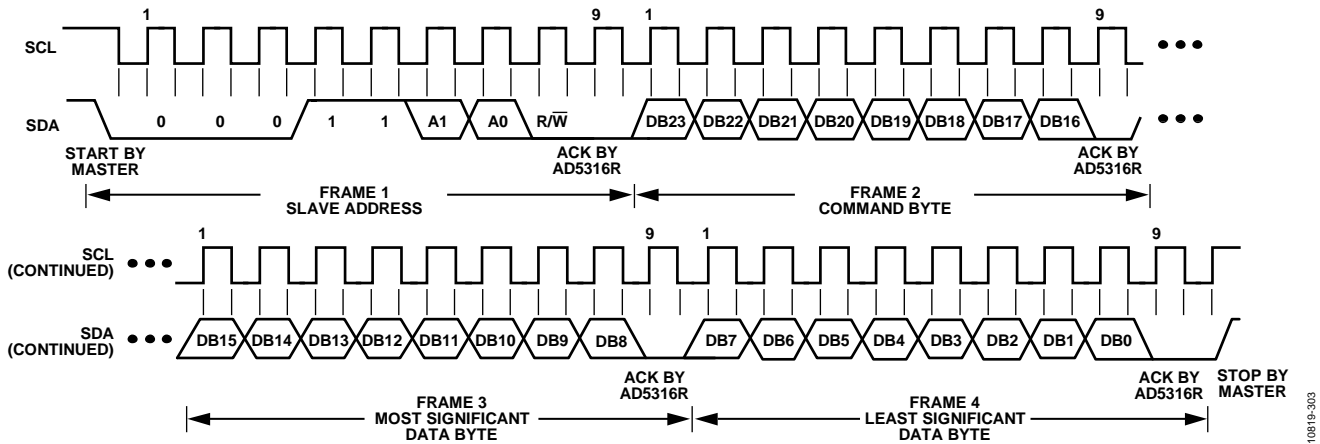 1 9 1 9
SCL
SDA 0 0 0 1 1 A1 A0 R/W̅ DB23 DB22 DB21 DB20 DB19 DB18 DB17 DB16
START BY
MASTER
ACK BY
AD5316R
ACK BY
AD5316R
FRAME 1
SLAVE ADDRESS
FRAME 2
COMMAND BYTE
1 9 1 9
SCL
(CONTINUED)
SDA
(CONTINUED)
DB15 DB14 DB13 DB12 DB11 DB10 DB9 DB8 DB7 DB6 DB5 DB4 DB3 DB2 DB1 DB0
ACK BY
AD5316R
ACK BY
AD5316R
STOP BY
MASTER
FRAME 3
MOST SIGNIFICANT
DATA BYTE
FRAME 4
LEAST SIGNIFICANT
DATA BYTE
10819-303